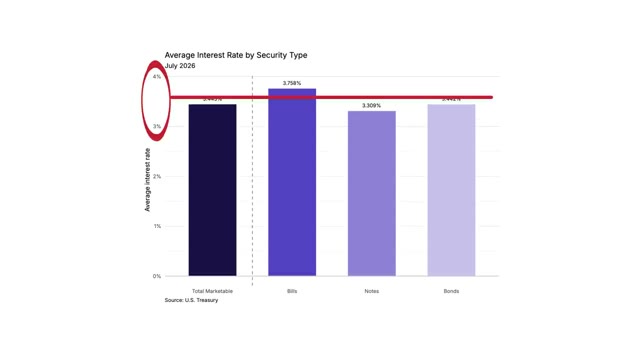 Average Interest Rate by Security Type
July 2026
4%
3.758%
3.309%
3%
2%
1%
0%
Average interest rate
Total Marketable
Bills
Notes
Bonds
Source: U.S. Treasury